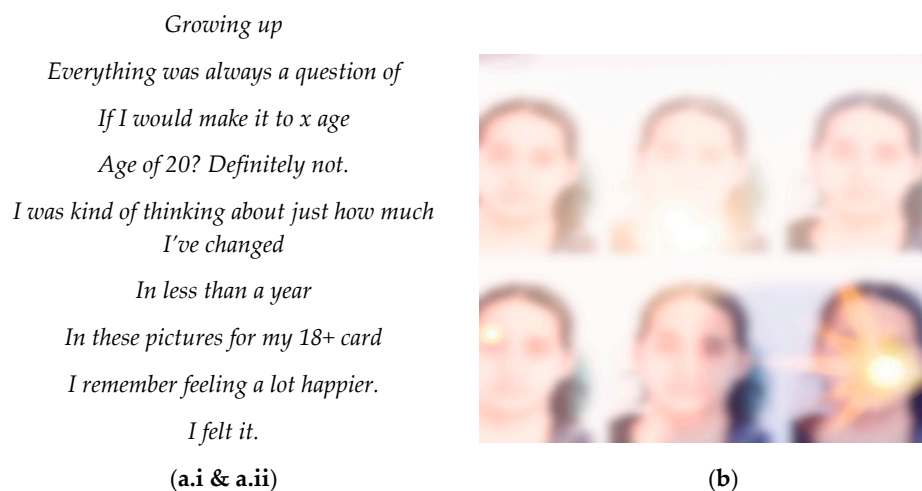 Growing up
Everything was always a question of
If I would make it to x age
Age of 20? Definitely not.
I was kind of thinking about just how much
I’ve changed
In less than a year
In these pictures for my 18+ card
I remember feeling a lot happier.
I felt it.
(a.i & a.ii)
(b)